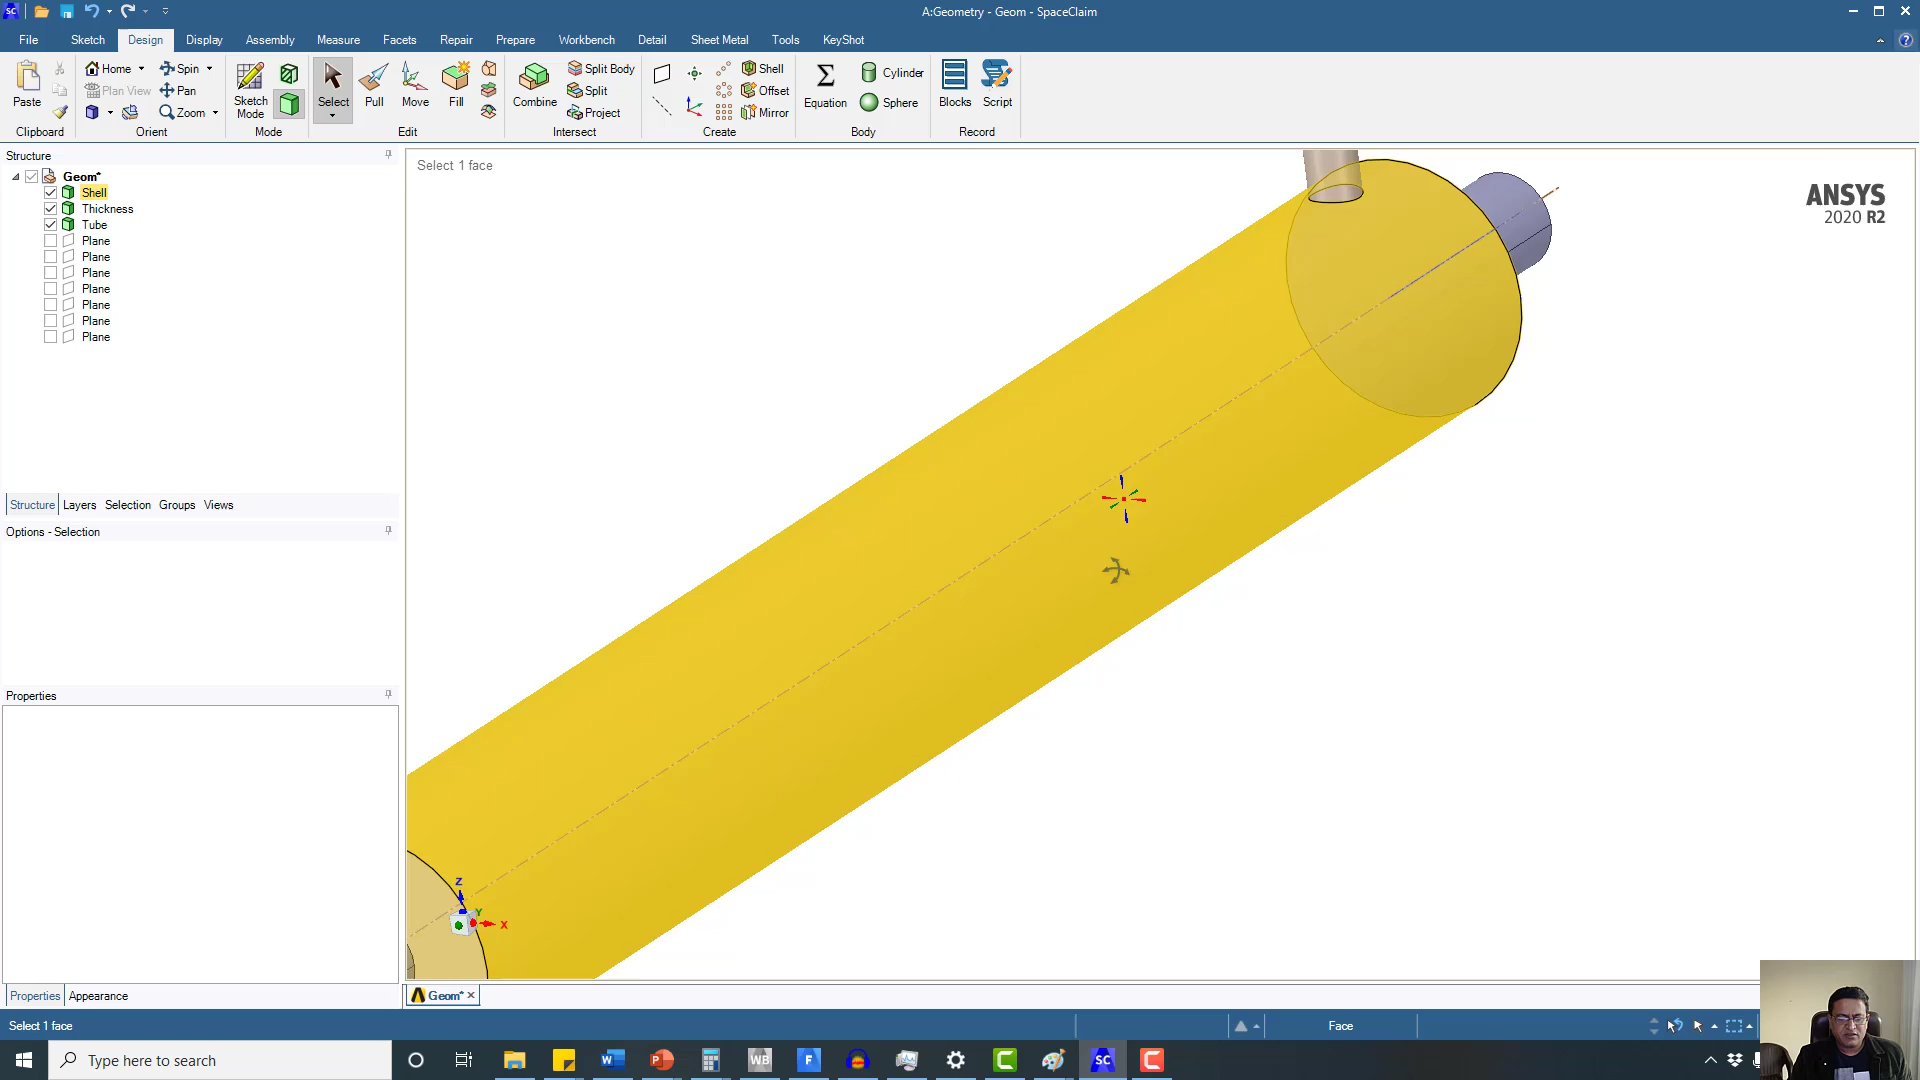 SC
A:Geometry - Geom - SpaceClaim
File Sketch Design Display Assembly Measure Facets Repair Prepare Workbench Detail Sheet Metal Tools KeyShot
Home Spin Split Body Shell Cylinder
Plan View Pan Split Offset
Paste Sketch Mode Select Pull Move Fill Combine Equation Sphere Blocks Script
Zoom Project Mirror
Clipboard Orient Mode Edit Intersect Create Body Record
Structure
Select 1 face
Geom*
Shell
Thickness
Tube
Plane
Plane
Plane
Plane
Plane
Plane
Plane
ANSYS
2020 R2
Structure Layers Selection Groups Views
Options - Selection
Properties
Z
Y
X
Properties Appearance
Geom*
Select 1 face
Face
Type here to search
W
P
WB
F
SC